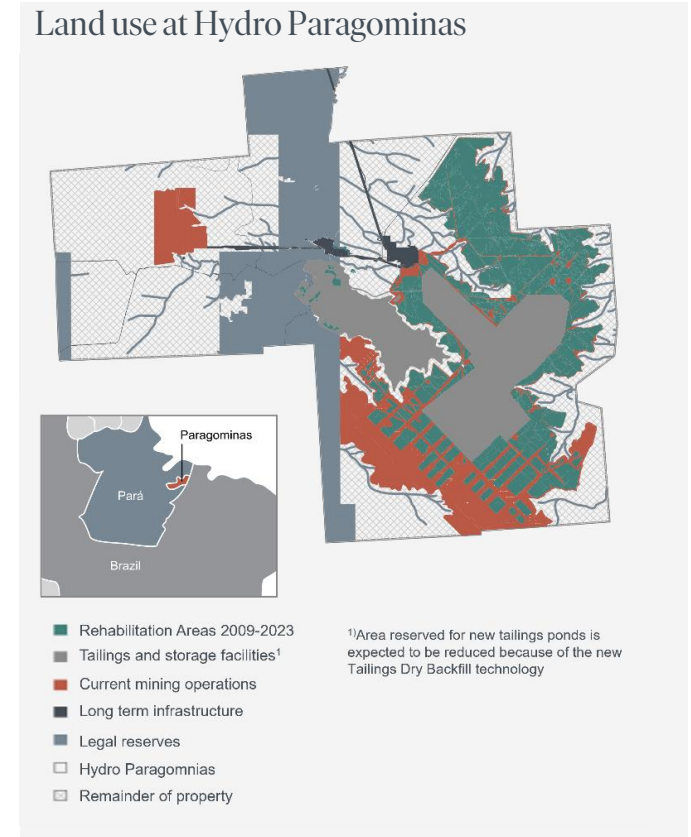 Land use at Hydro Paragominas
Paragominas
Pará
Brazil
Rehabilitation Areas 2009-2023
Tailings and storage facilities¹
Current mining operations
Long term infrastructure
Legal reserves
Hydro Paragomnias
Remainder of property
¹⁾Area reserved for new tailings ponds is
expected to be reduced because of the new
Tailings Dry Backfill technology